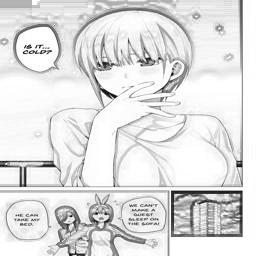 IS IT...
COLD?
WE CAN'T
MAKE A
GUEST
SLEEP ON
THE SOFA!
HE CAN
TAKE MY
BED.